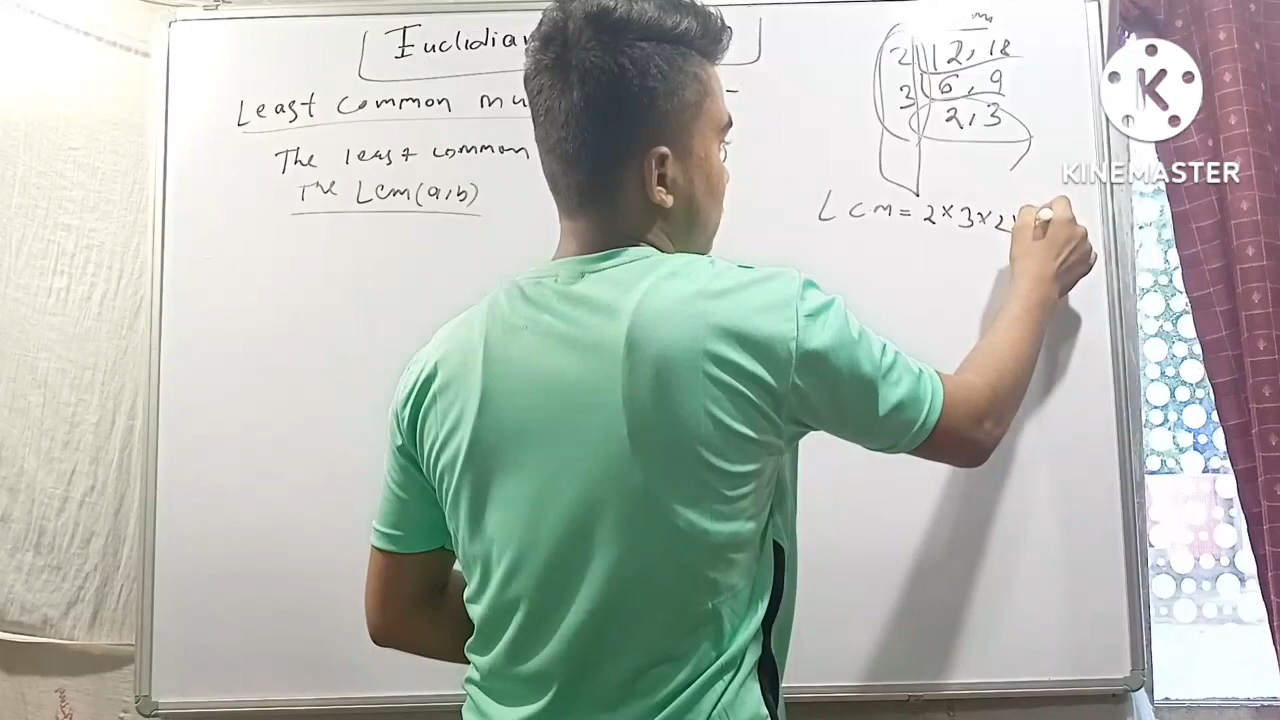 Euclidian
Least common mu
The least common
The Lcm(a,b)
2 12, 18
3 6, 9
2, 3
LCM = 2×3×2×
K
KINEMASTER